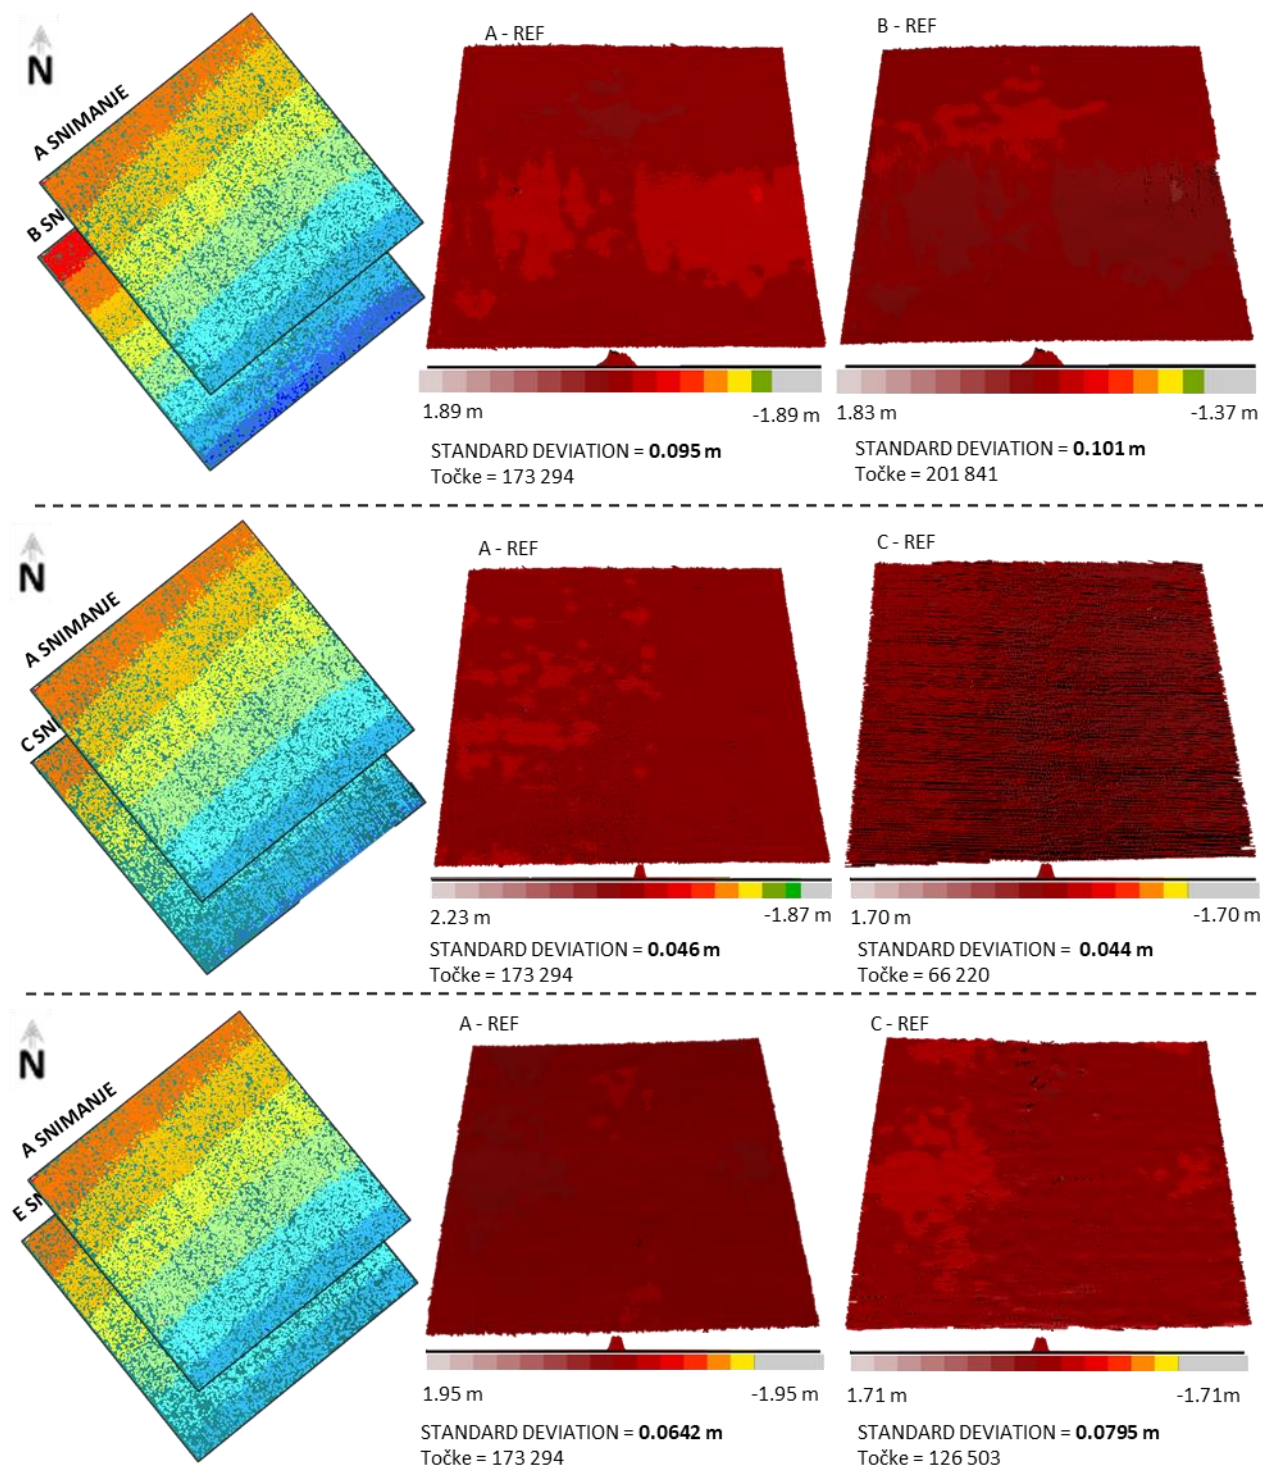 N
A SNIMANJE
B SN
A - REF
1.89 m
-1.89 m
STANDARD DEVIATION = 0.095 m
Točke = 173 294
B - REF
1.83 m
-1.37 m
STANDARD DEVIATION = 0.101 m
Točke = 201 841
N
A SNIMANJE
C SNI
A - REF
2.23 m
-1.87 m
STANDARD DEVIATION = 0.046 m
Točke = 173 294
C - REF
1.70 m
-1.70 m
STANDARD DEVIATION = 0.044 m
Točke = 66 220
N
A SNIMANJE
E SN
A - REF
1.95 m
-1.95 m
STANDARD DEVIATION = 0.0642 m
Točke = 173 294
C - REF
1.71 m
-1.71m
STANDARD DEVIATION = 0.0795 m
Točke = 126 503